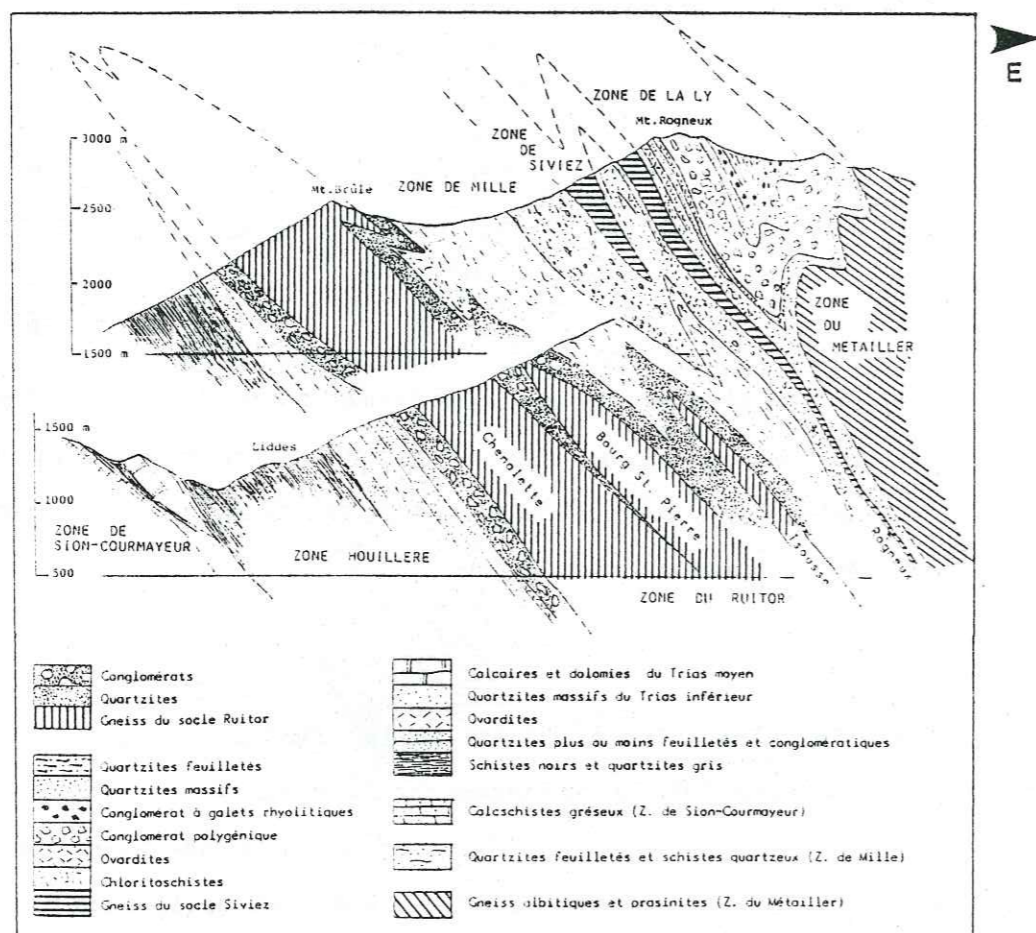 E
ZONE DE LA LY
Mt. Rogneux
ZONE
DE
SIVIEZ
3000 m
Mt. Brûle
ZONE DE MILLE
2500
2000
ZONE
DU
METAILLER
1500 m
1500 m
Liddes
Chenalette
Bourg St. Pierre
1000
ZONE DE
SION-COURMAYEUR
ZONE HOUILLERE
Tsousse
Rogneux
500
ZONE DU RUITOR
Conglomérats
Quartzites
Gneiss du socle Ruitor
Quartzites feuilletés
Quartzites massifs
Conglomérat à galets rhyolitiques
Conglomérat polygénique
Ovardites
Chloritoschistes
Gneiss du socle Siviez
Calcaires et dolomies du Trias moyen
Quartzites massifs du Trias inférieur
Ovardites
Quartzites plus ou moins feuilletés et conglomératiques
Schistes noirs et quartzites gris
Calcschistes gréseux (Z. de Sion-Courmayeur)
Quartzites feuilletés et schistes quartzeux (Z. de Mille)
Gneiss albitiques et prasinites (Z. du Métailler)